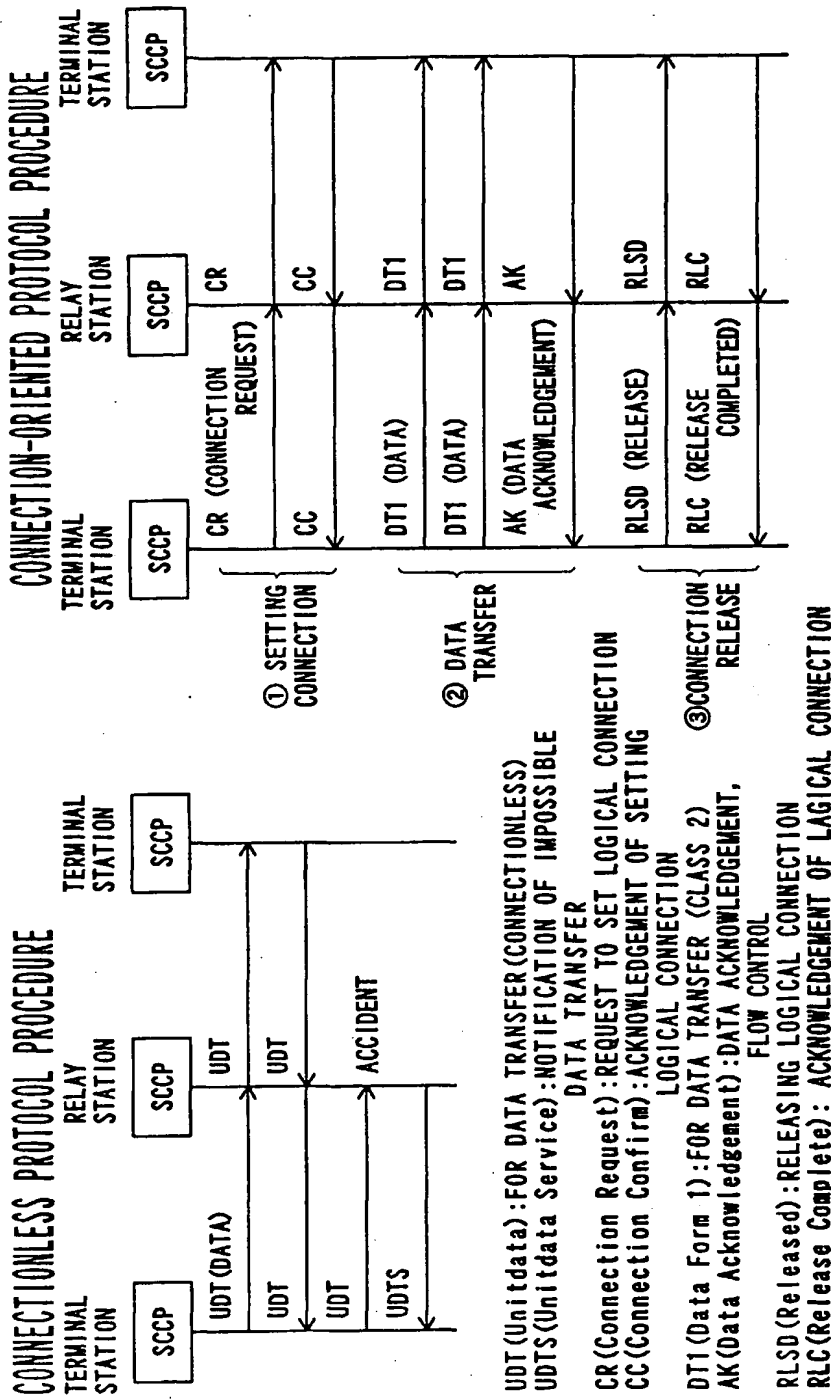 CONNECTIONLESS PROTOCOL PROCEDURE
TERMINAL
STATION
RELAY
STATION
TERMINAL
STATION
SCCP
SCCP
SCCP
UDT(DATA)
UDT
UDT
UDT
UDT
ACCIDENT
UDTS
CONNECTION-ORIENTED PROTOCOL PROCEDURE
TERMINAL
STATION
RELAY
STATION
TERMINAL
STATION
SCCP
SCCP
SCCP
① SETTING
CONNECTION
CR (CONNECTION
REQUEST)
CR
CC
CC
② DATA
TRANSFER
DT1 (DATA)
DT1
DT1 (DATA)
DT1
AK (DATA
ACKNOWLEDGEMENT)
AK
③CONNECTION
RELEASE
RLSD (RELEASE)
RLSD
RLC (RELEASE
COMPLETED)
RLC
UDT(Unitdata):FOR DATA TRANSFER(CONNECTIONLESS)
UDTS(Unitdata Service):NOTIFICATION OF IMPOSSIBLE
DATA TRANSFER
CR(Connection Request):REQUEST TO SET LOGICAL CONNECTION
CC(Connection Confirm):ACKNOWLEDGEMENT OF SETTING
LOGICAL CONNECTION
DT1(Data Form 1):FOR DATA TRANSFER (CLASS 2)
AK(Data Acknowledgement):DATA ACKNOWLEDGEMENT,
FLOW CONTROL
RLSD(Released):RELEASING LOGICAL CONNECTION
RLC(Release Complete): ACKNOWLEDGEMENT OF LAGICAL CONNECTION